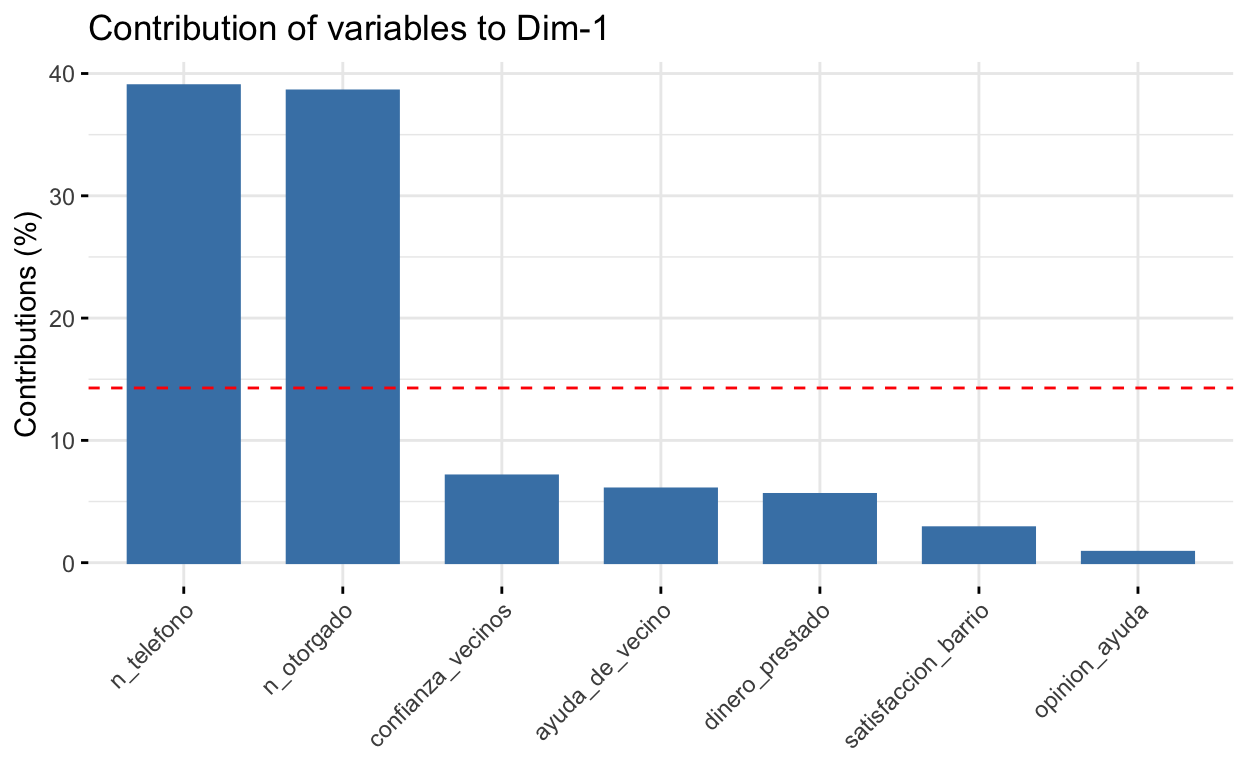 Contribution of variables to Dim-1
Contributions (%)
40
30
20
10
0
n_telefono
n_otorgado
confianza_vecinos
ayuda_de_vecino
dinero_prestado
satisfaccion_barrio
opinion_ayuda